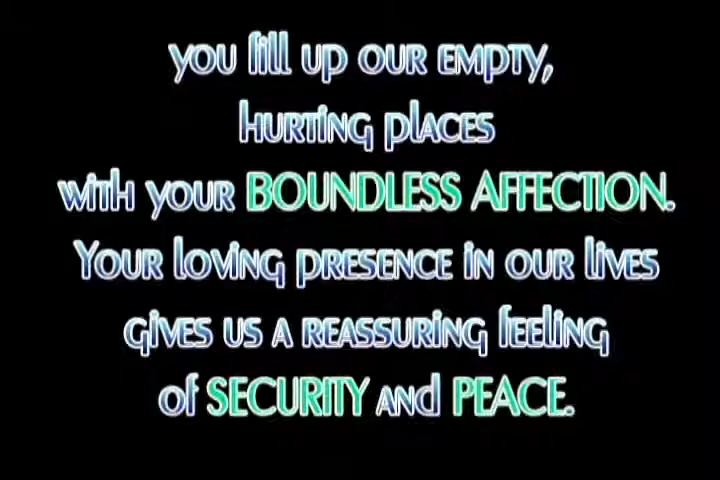 you fill up our empty,
hurting places
with your BOUNDLESS AFFECTION.
Your loving presence in our lives
gives us a reassuring feeling
of SECURITY and PEACE.